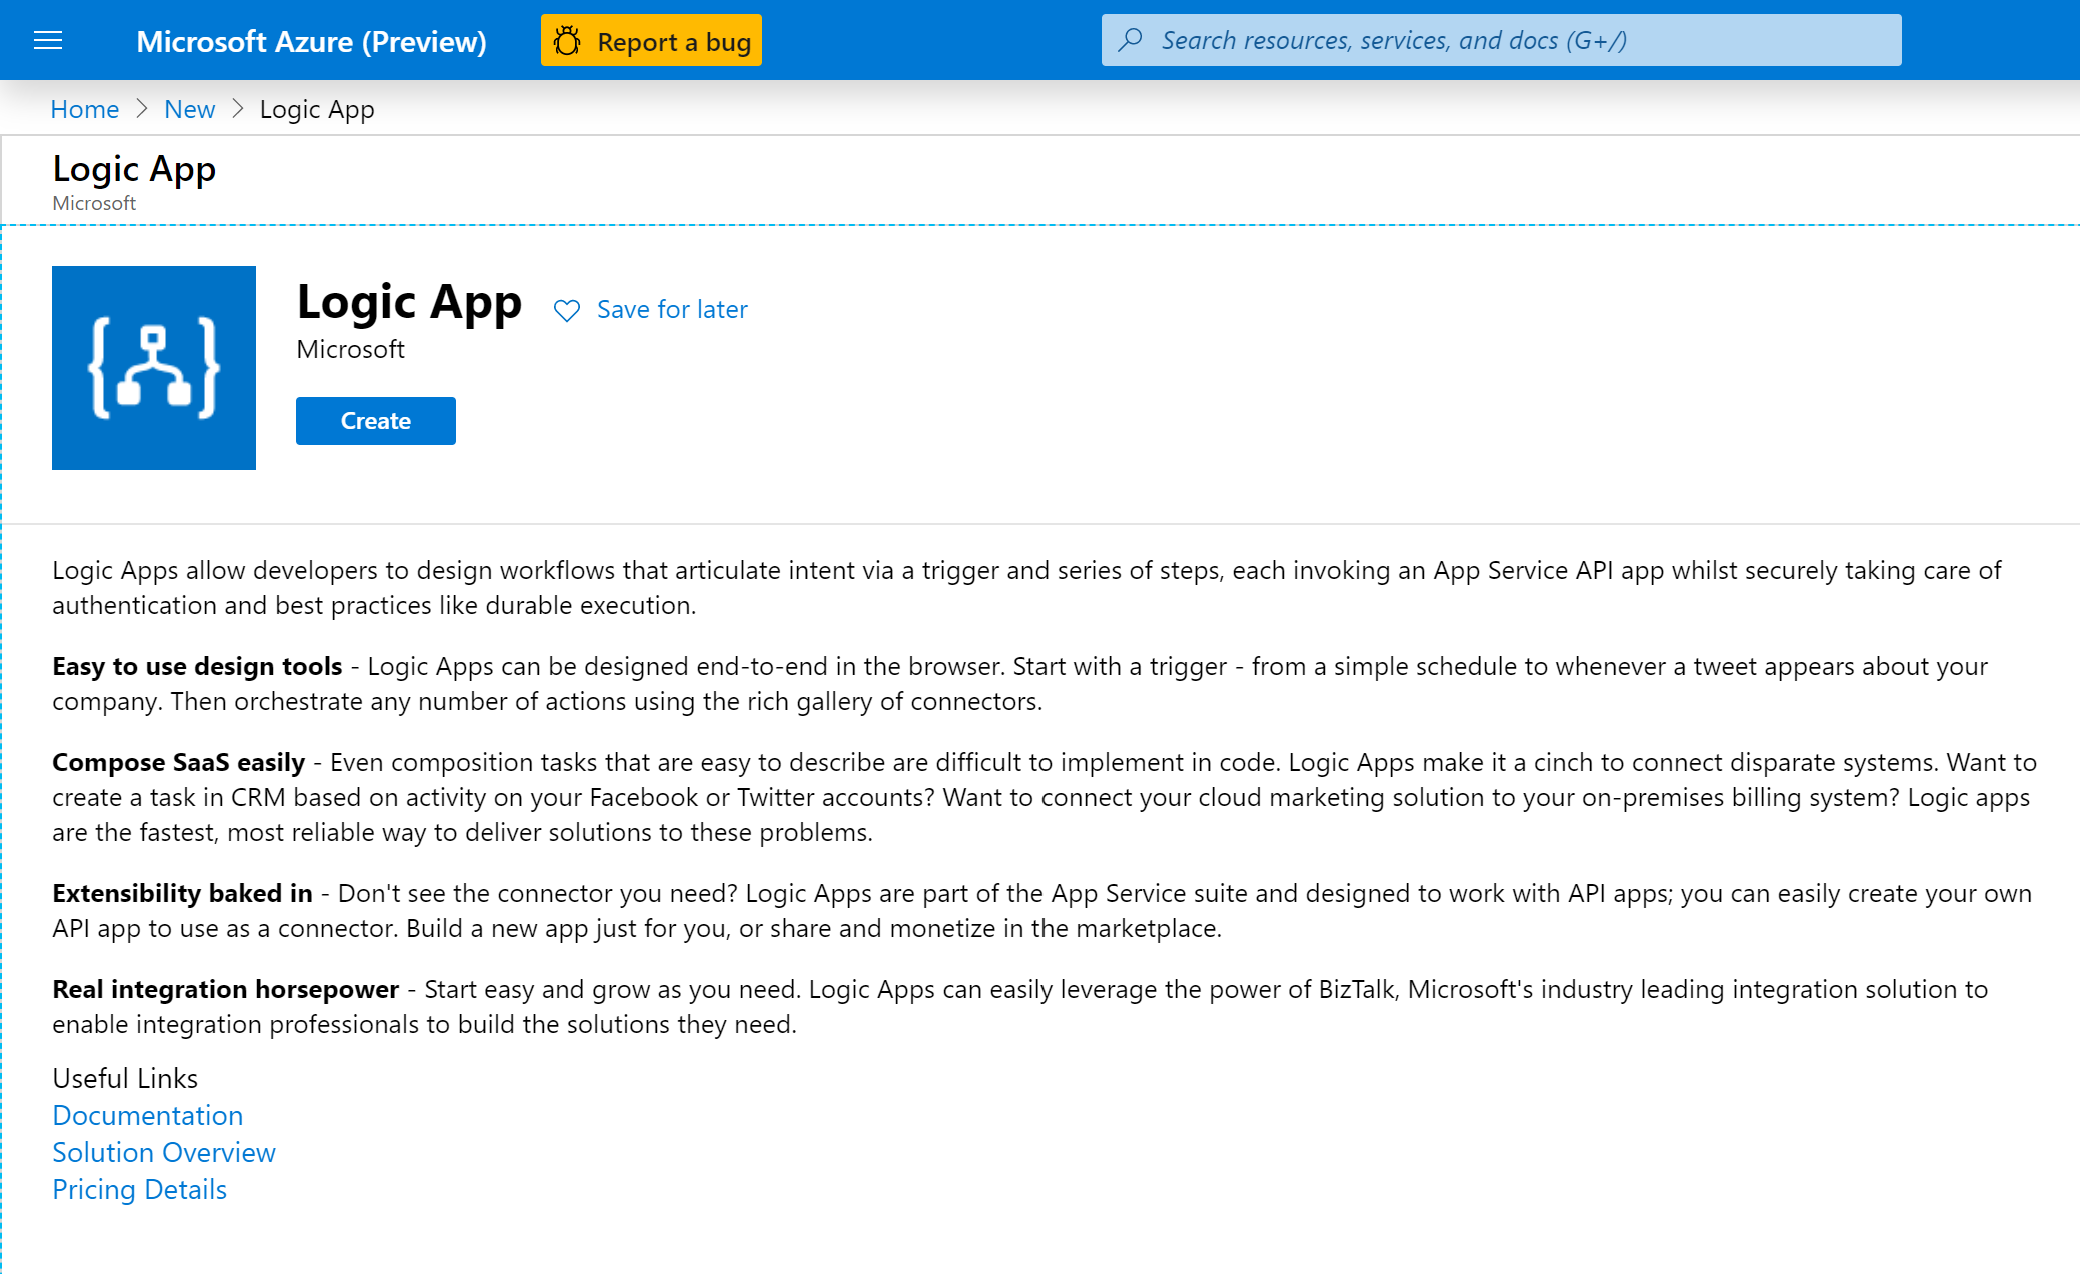 Microsoft Azure (Preview) Report a bug Search resources, services, and docs (G+/)
Home > New > Logic App
Logic App
Microsoft
Logic App Save for later
Microsoft
Create
Logic Apps allow developers to design workflows that articulate intent via a trigger and series of steps, each invoking an App Service API app whilst securely taking care of
authentication and best practices like durable execution.
Easy to use design tools - Logic Apps can be designed end-to-end in the browser. Start with a trigger - from a simple schedule to whenever a tweet appears about your
company. Then orchestrate any number of actions using the rich gallery of connectors.
Compose SaaS easily - Even composition tasks that are easy to describe are difficult to implement in code. Logic Apps make it a cinch to connect disparate systems. Want to
create a task in CRM based on activity on your Facebook or Twitter accounts? Want to connect your cloud marketing solution to your on-premises billing system? Logic apps
are the fastest, most reliable way to deliver solutions to these problems.
Extensibility baked in - Don't see the connector you need? Logic Apps are part of the App Service suite and designed to work with API apps; you can easily create your own
API app to use as a connector. Build a new app just for you, or share and monetize in the marketplace.
Real integration horsepower - Start easy and grow as you need. Logic Apps can easily leverage the power of BizTalk, Microsoft's industry leading integration solution to
enable integration professionals to build the solutions they need.
Useful Links
Documentation
Solution Overview
Pricing Details